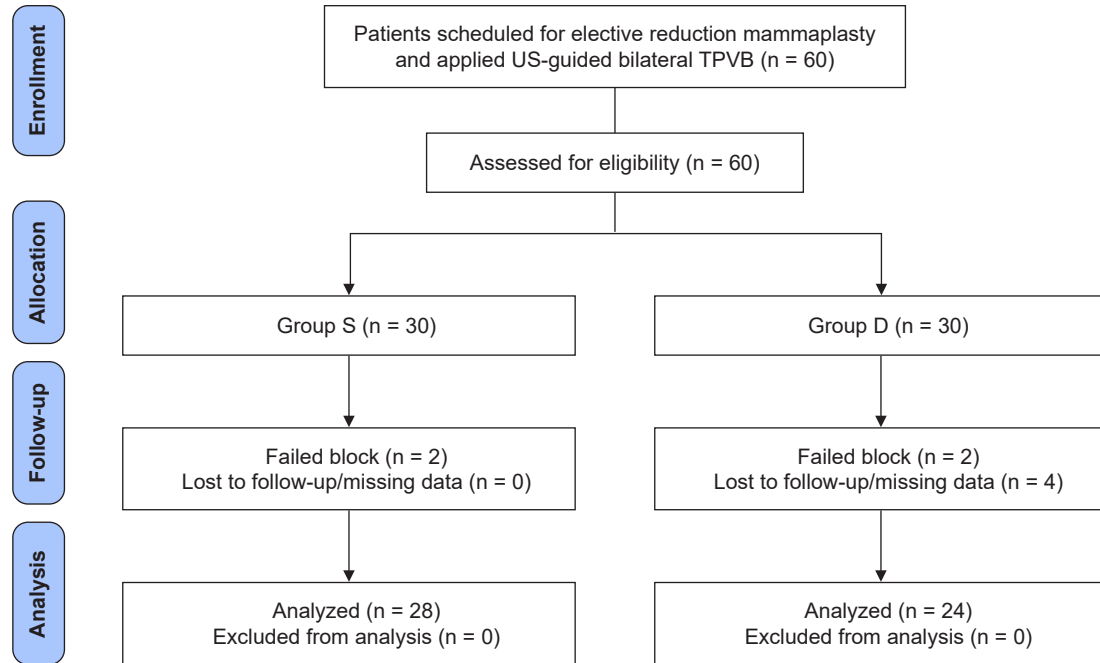 Enrollment
Patients scheduled for elective reduction mammaplasty
and applied US-guided bilateral TPVB (n = 60)
Assessed for eligibility (n = 60)
Allocation
Group S (n = 30)
Group D (n = 30)
Follow-up
Failed block (n = 2)
Lost to follow-up/missing data (n = 0)
Failed block (n = 2)
Lost to follow-up/missing data (n = 4)
Analysis
Analyzed (n = 28)
Excluded from analysis (n = 0)
Analyzed (n = 24)
Excluded from analysis (n = 0)